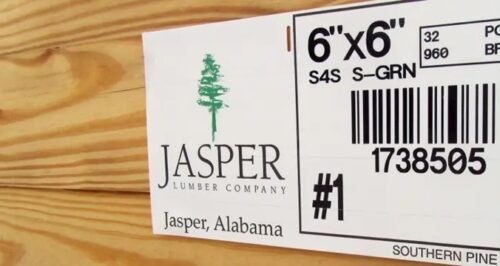 JASPER
LUMBER COMPANY
Jasper, Alabama
6"x6"
S4S S-GRN
32
960
1738505
#1
SOUTHERN PINE